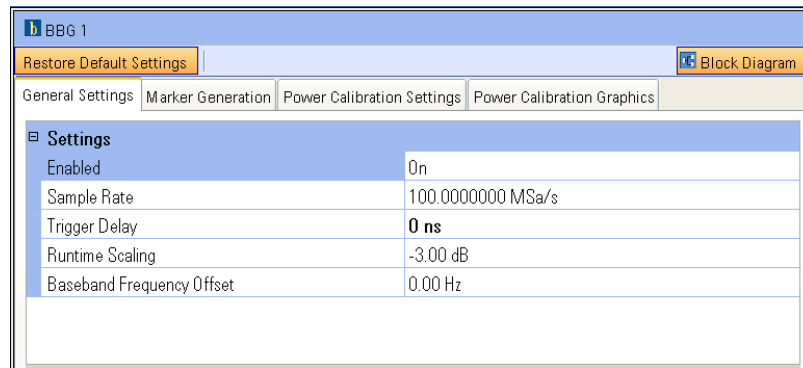 b BBG 1
Restore Default Settings Block Diagram
General Settings Marker Generation Power Calibration Settings Power Calibration Graphics
Settings
Enabled On
Sample Rate 100.0000000 MSa/s
Trigger Delay 0 ns
Runtime Scaling -3.00 dB
Baseband Frequency Offset 0.00 Hz